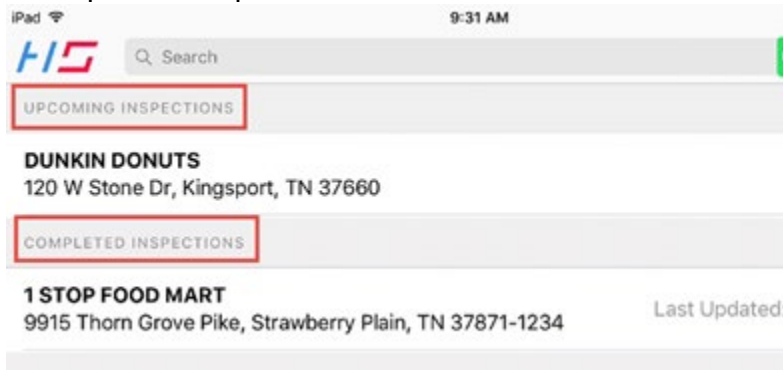 iPad 9:31 AM
HS Search
UPCOMING INSPECTIONS
DUNKIN DONUTS
120 W Stone Dr, Kingsport, TN 37660
COMPLETED INSPECTIONS
1 STOP FOOD MART
9915 Thorn Grove Pike, Strawberry Plain, TN 37871-1234
Last Updated